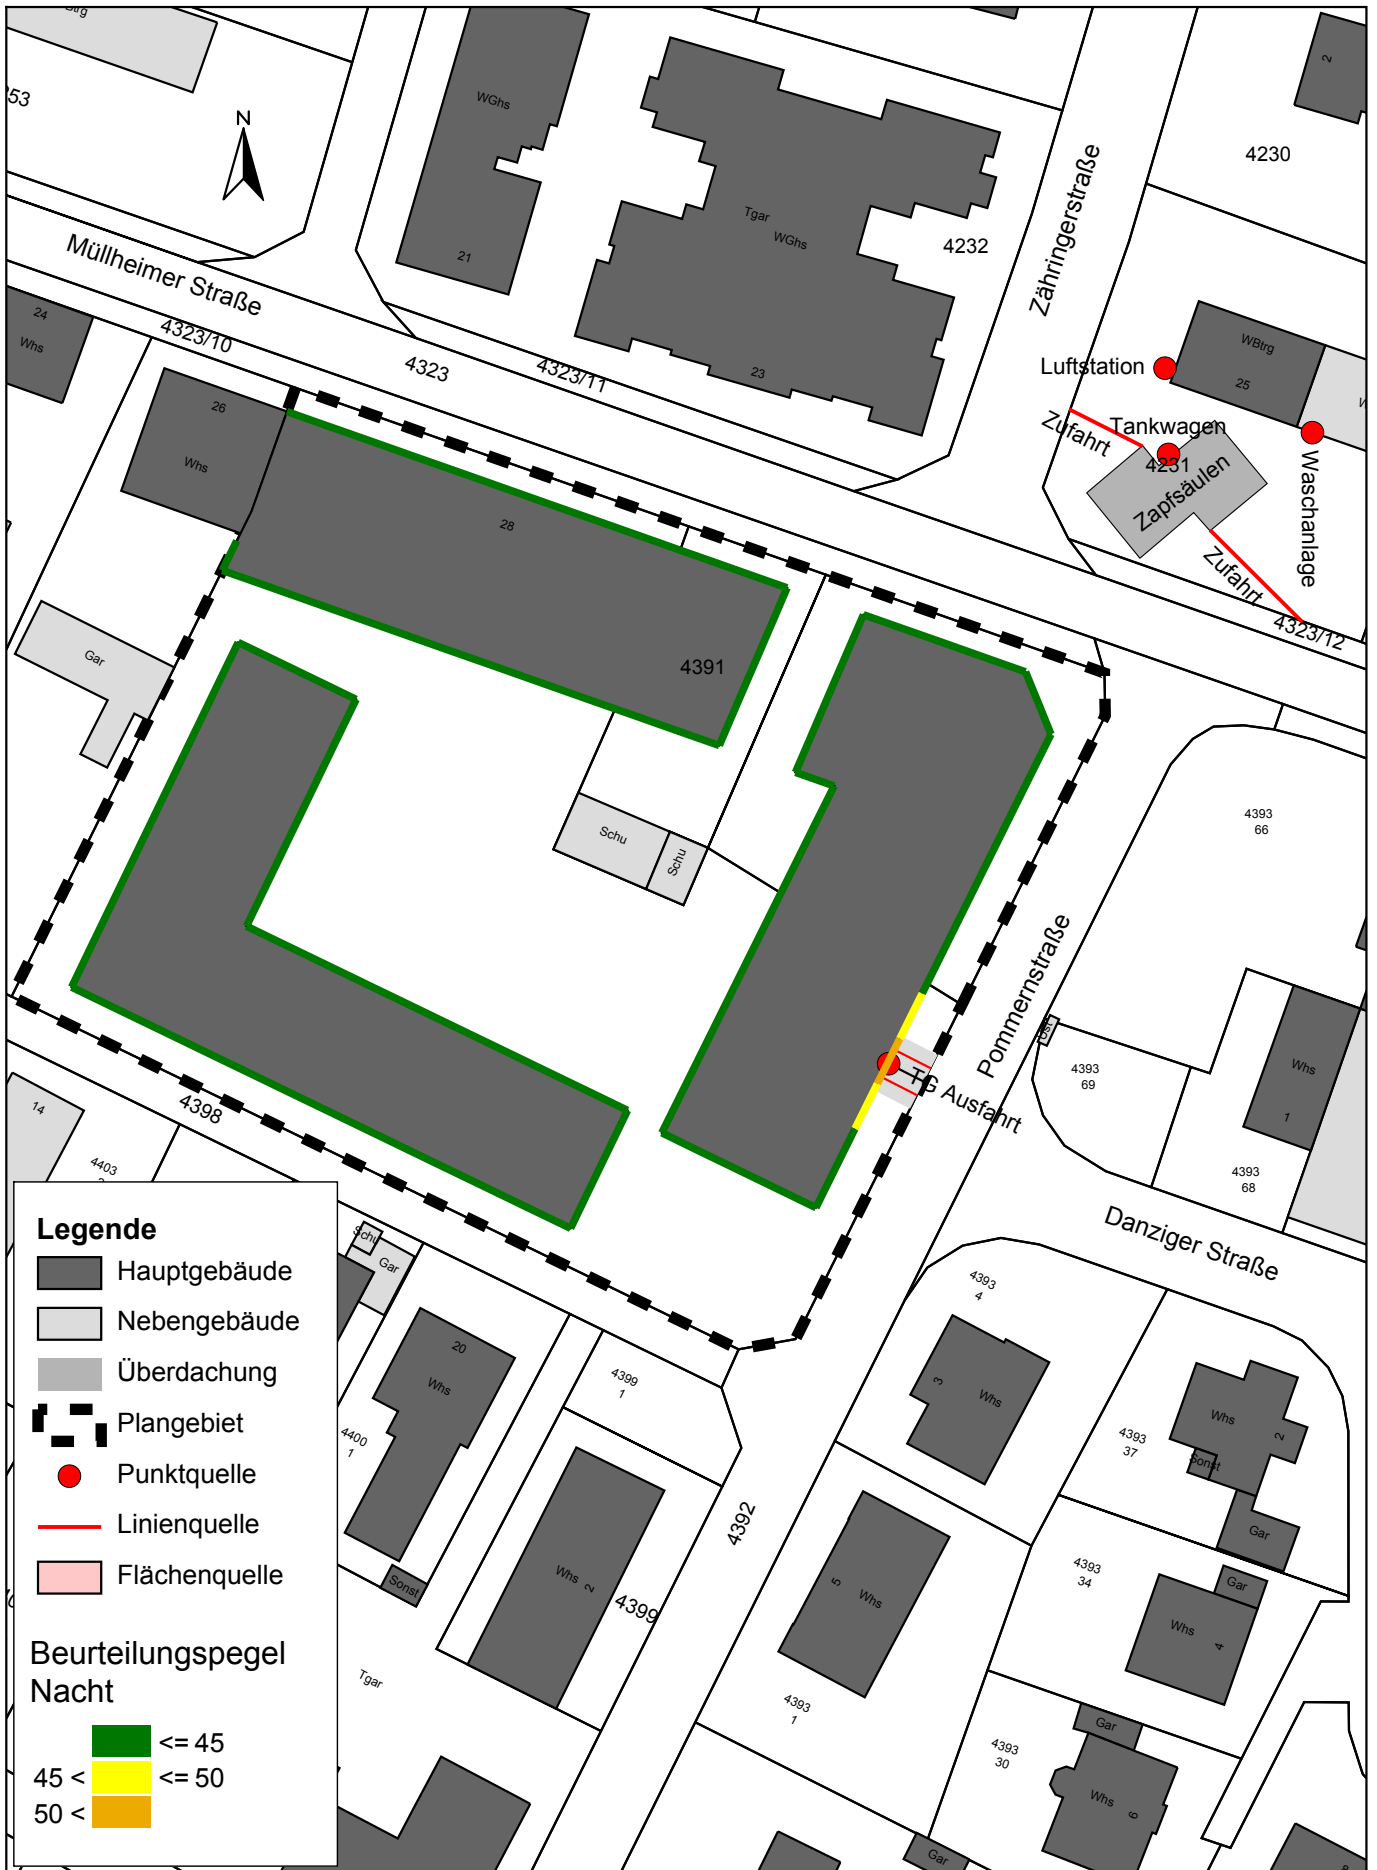 N
WGhs
21
Tgar
WGhs
23
4232
4230
2
Zähringerstraße
Müllheimer Straße
24
Whs
4323/10
4323
4323/11
26
Whs
28
4391
Luftstation
WBtrg
25
Zufahrt
Tankwagen
4231
Zapfsäulen
Waschanlage
Zufahrt
4323/12
Gar
Schu
Schu
4393
66
Pommernstraße
4393
69
Whs
1
4393
68
TG Ausfahrt
Danziger Straße
4398
14
4403
Schu
Gar
20
Whs
4400
1
Sonst
4399
1
Whs
2
4399
4392
Tgar
4393
4
3
Whs
4393
37
Whs
2
Sonst
Gar
5
Whs
4393
34
Gar
Whs
4
4393
1
4393
30
Gar
Whs
6
Gar
Legende
Hauptgebäude
Nebengebäude
Überdachung
Plangebiet
Punktquelle
Linienquelle
Flächenquelle
Beurteilungspegel
Nacht
<= 45
45 < <= 50
50 <